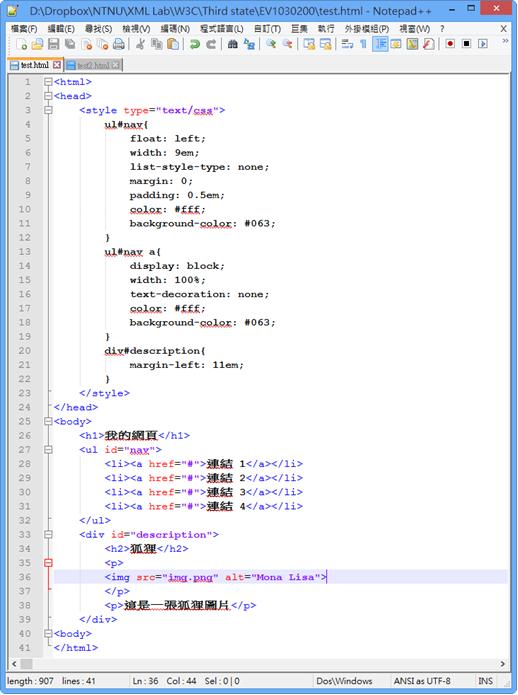 D:\Dropbox\NTNU\XML Lab\W3C\Third state\EV1030200\test.html - Notepad++
檔案(F) 編輯(E) 尋找(S) 檢視(V) 編碼(N) 程式語言(L) 自訂(T) 巨集 執行 外掛模組(P) 視窗(W) ? X
test.html test2.html
1 <html>
2 <head>
3 <style type="text/css">
4 ul#nav{
5 float: left;
6 width: 9em;
7 list-style-type: none;
8 margin: 0;
9 padding: 0.5em;
10 color: #fff;
11 background-color: #063;
12 }
13 ul#nav a{
14 display: block;
15 width: 100%;
16 text-decoration: none;
17 color: #fff;
18 background-color: #063;
19 }
20 div#description{
21 margin-left: 11em;
22 }
23 </style>
24 </head>
25 <body>
26 <h1>我的網頁</h1>
27 <ul id="nav">
28 <li><a href="#">連結 1</a></li>
29 <li><a href="#">連結 2</a></li>
30 <li><a href="#">連結 3</a></li>
31 <li><a href="#">連結 4</a></li>
32 </ul>
33 <div id="description">
34 <h2>狐狸</h2>
35 <p>
36 <img src="img.png" alt="Mona Lisa">
37 </p>
38 <p>這是一張狐狸圖片</p>
39 </div>
40 <body>
41 </html>
length : 907 lines : 41 Ln : 36 Col : 44 Sel : 0 | 0 Dos\Windows ANSI as UTF-8 INS